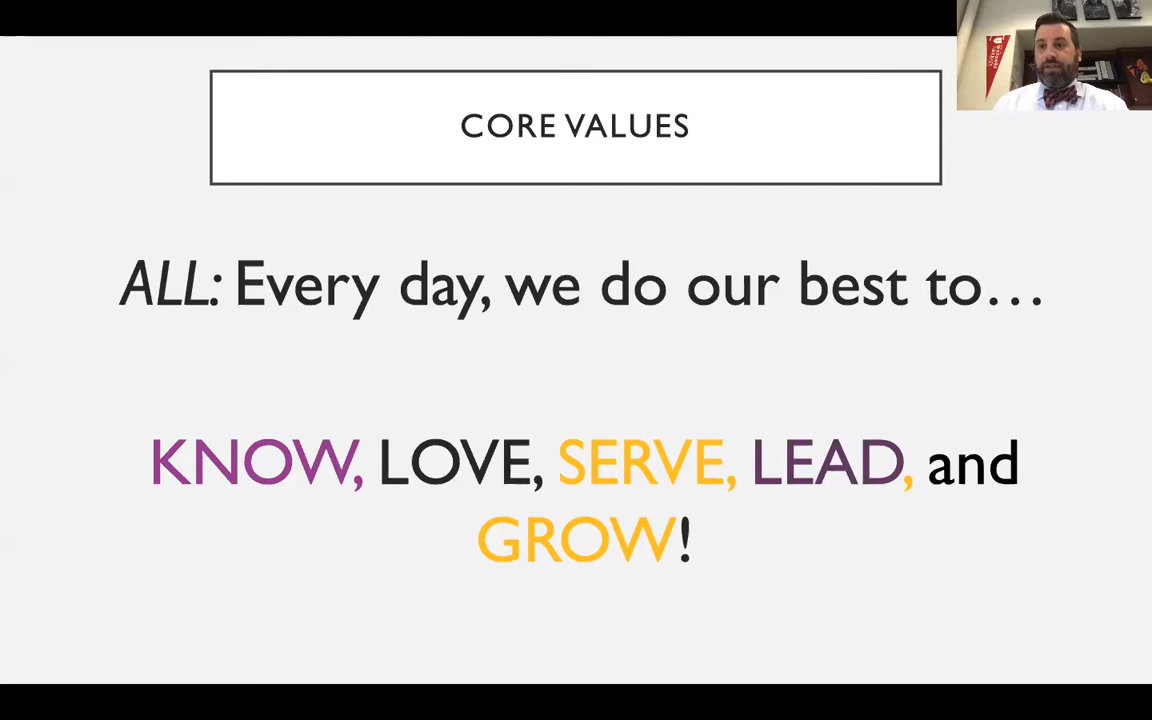 CORE VALUES
ALL: Every day, we do our best to…
KNOW, LOVE, SERVE, LEAD, and
GROW!